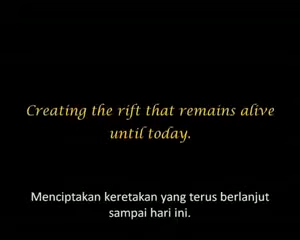 Creating the rift that remains alive
until today.
Menciptakan keretakan yang terus berlanjut
sampai hari ini.